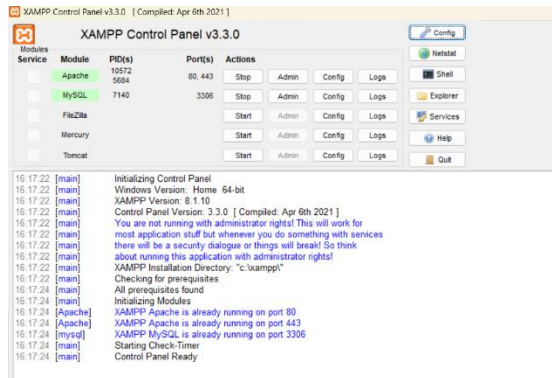 XAMPP Control Panel v3.3.0 [ Compiled: Apr 6th 2021 ]
XAMPP Control Panel v3.3.0
Config
Modules
Service Module PID(s) Port(s) Actions
Netstat
Apache 10572 5684 80, 443 Stop Admin Config Logs
Shell
MySQL 7140 3306 Stop Admin Config Logs
Explorer
FileZilla Start Admin Config Logs
Services
Mercury Start Admin Config Logs
Help
Tomcat Start Admin Config Logs
Quit
16:17:22 [main] Initializing Control Panel
16:17:22 [main] Windows Version: Home 64-bit
16:17:22 [main] XAMPP Version: 8.1.10
16:17:22 [main] Control Panel Version: 3.3.0 [ Compiled: Apr 6th 2021 ]
16:17:22 [main] You are not running with administrator rights! This will work for
16:17:22 [main] most application stuff but whenever you do something with services
16:17:22 [main] there will be a security dialogue or things will break! So think
16:17:22 [main] about running this application with administrator rights!
16:17:22 [main] XAMPP Installation Directory: "c:\xampp\"
16:17:22 [main] Checking for prerequisites
16:17:24 [main] All prerequisites found
16:17:24 [main] Initializing Modules
16:17:24 [Apache] XAMPP Apache is already running on port 80
16:17:24 [Apache] XAMPP Apache is already running on port 443
16:17:24 [mysql] XAMPP MySQL is already running on port 3306
16:17:24 [main] Starting Check-Timer
16:17:24 [main] Control Panel Ready